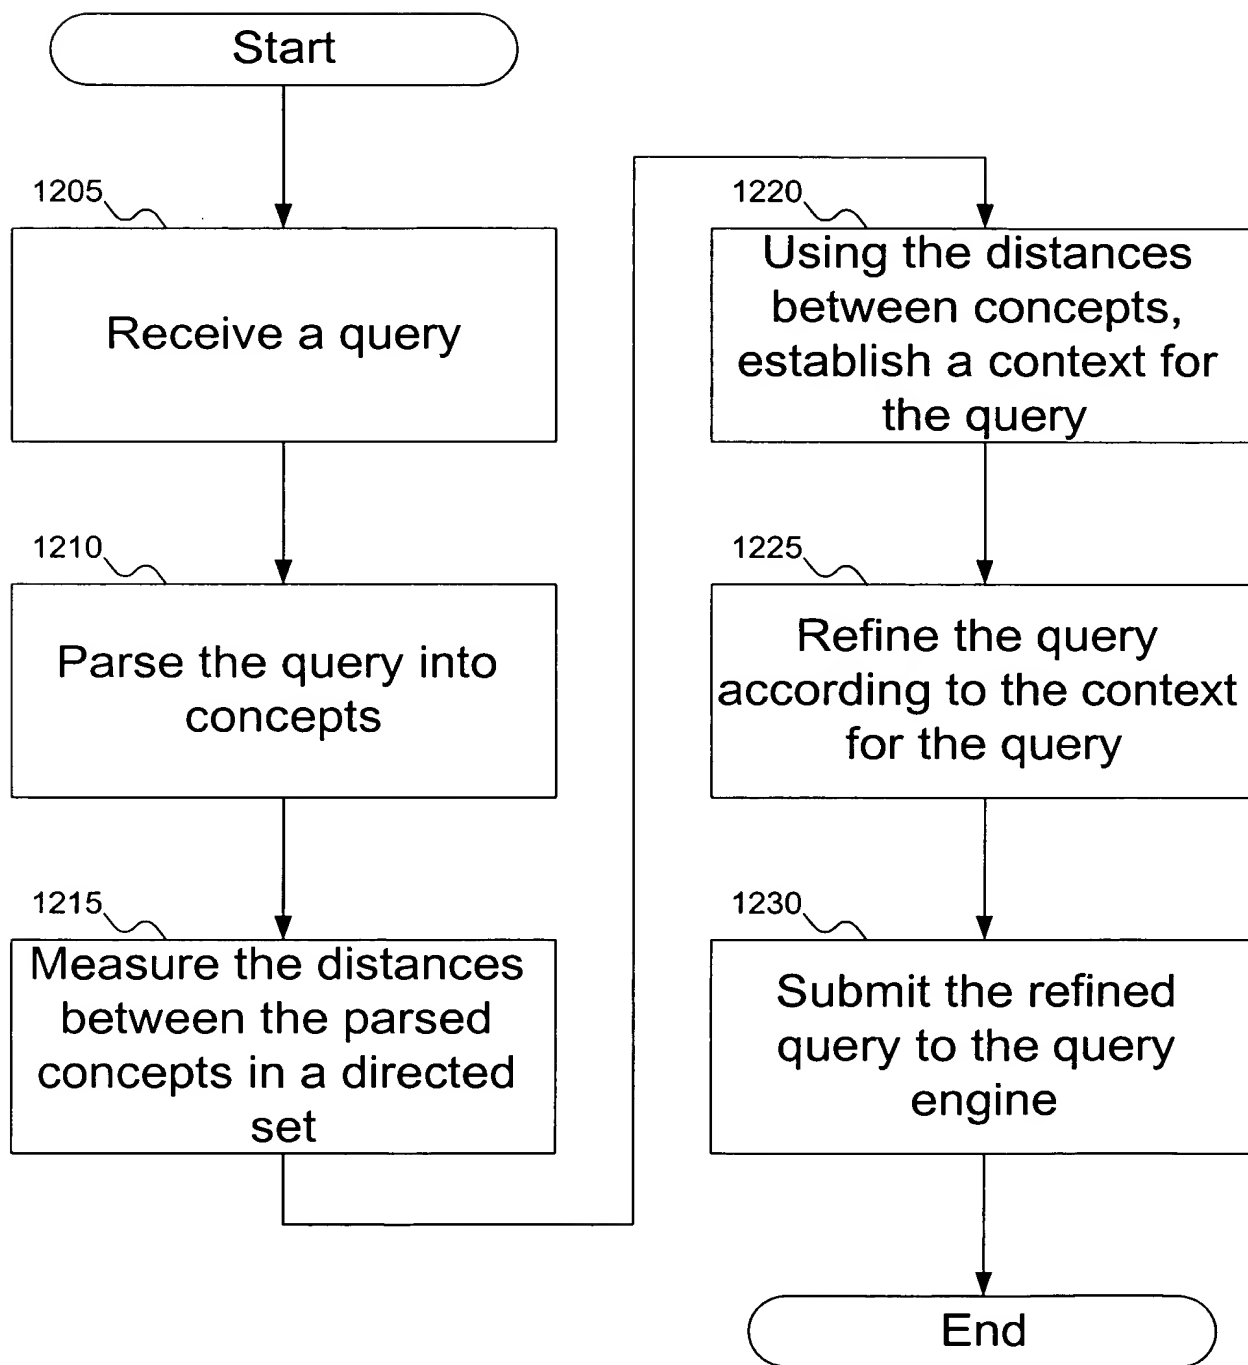 Start
1205
Receive a query
1210
Parse the query into
concepts
1215
Measure the distances
between the parsed
concepts in a directed
set
1220
Using the distances
between concepts,
establish a context for
the query
1225
Refine the query
according to the context
for the query
1230
Submit the refined
query to the query
engine
End